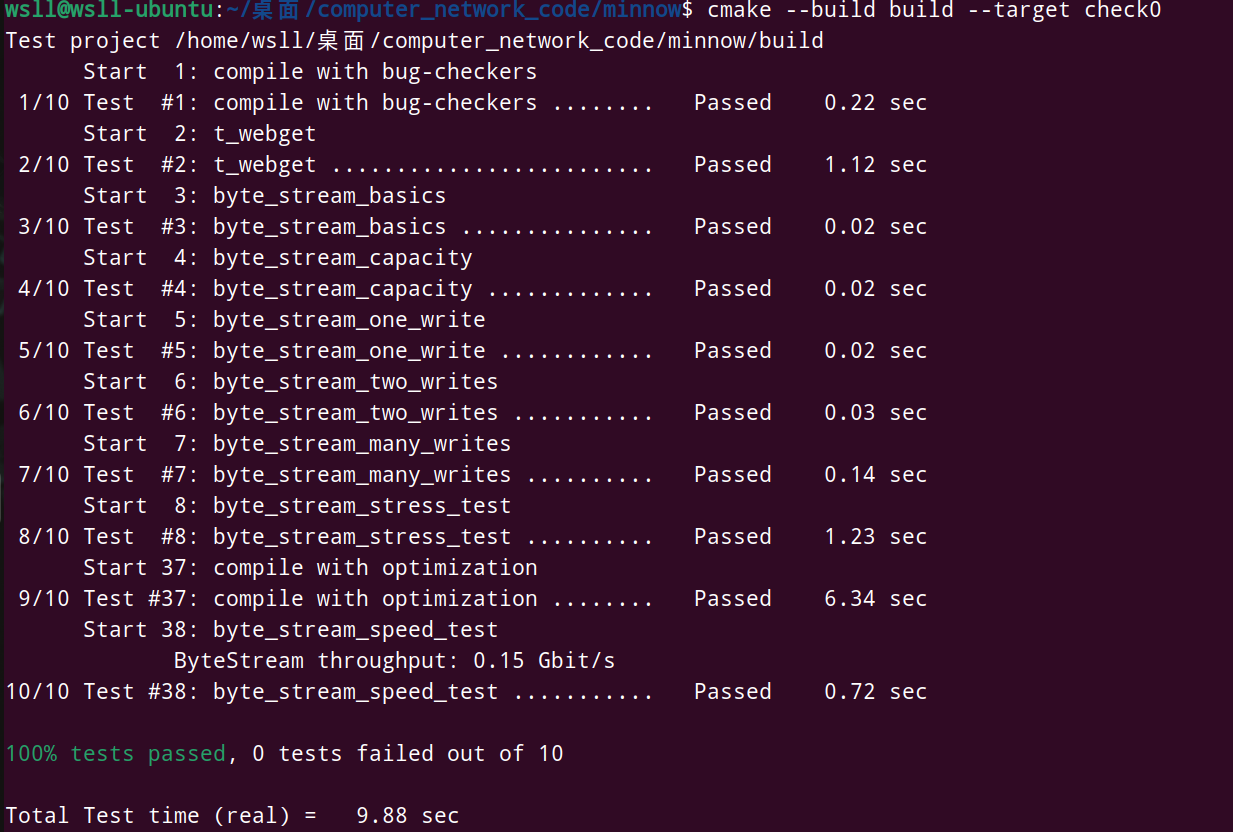 wsll@wsll-ubuntu:~/桌面/computer_network_code/minnow$ cmake --build build --target check0
Test project /home/wsll/桌面/computer_network_code/minnow/build
      Start  1: compile with bug-checkers
 1/10 Test  #1: compile with bug-checkers ........   Passed    0.22 sec
      Start  2: t_webget
 2/10 Test  #2: t_webget .........................   Passed    1.12 sec
      Start  3: byte_stream_basics
 3/10 Test  #3: byte_stream_basics ...............   Passed    0.02 sec
      Start  4: byte_stream_capacity
 4/10 Test  #4: byte_stream_capacity .............   Passed    0.02 sec
      Start  5: byte_stream_one_write
 5/10 Test  #5: byte_stream_one_write ............   Passed    0.02 sec
      Start  6: byte_stream_two_writes
 6/10 Test  #6: byte_stream_two_writes ...........   Passed    0.03 sec
      Start  7: byte_stream_many_writes
 7/10 Test  #7: byte_stream_many_writes ..........   Passed    0.14 sec
      Start  8: byte_stream_stress_test
 8/10 Test  #8: byte_stream_stress_test ..........   Passed    1.23 sec
      Start 37: compile with optimization
 9/10 Test #37: compile with optimization ........   Passed    6.34 sec
      Start 38: byte_stream_speed_test
             ByteStream throughput: 0.15 Gbit/s
10/10 Test #38: byte_stream_speed_test ...........   Passed    0.72 sec

100% tests passed, 0 tests failed out of 10

Total Test time (real) =   9.88 sec